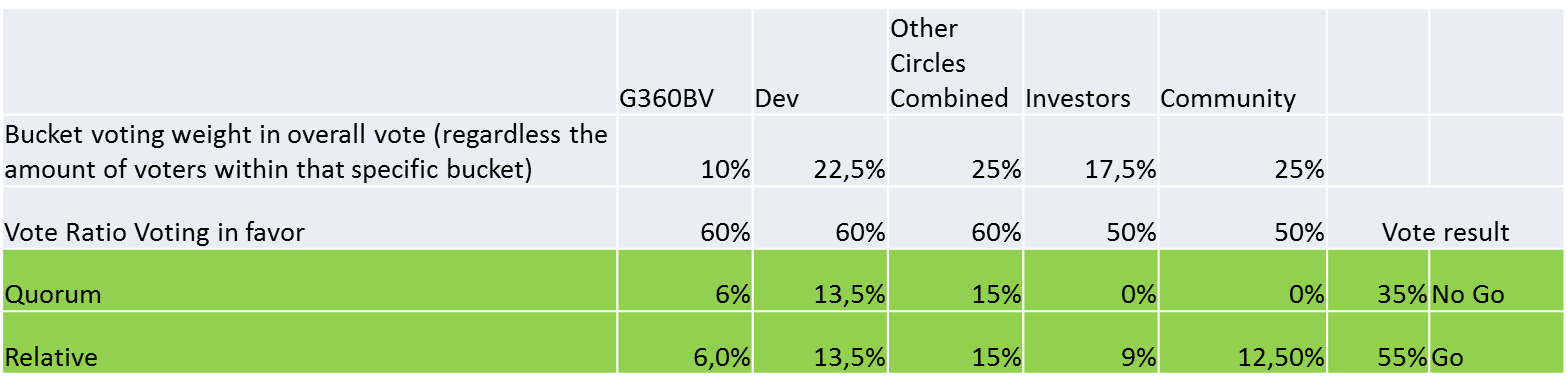 G360BV Dev Other Circles Combined Investors Community
Bucket voting weight in overall vote (regardless the amount of voters within that specific bucket) 10% 22,5% 25% 17,5% 25%
Vote Ratio Voting in favor 60% 60% 60% 50% 50% Vote result
Quorum 6% 13,5% 15% 0% 0% 35% No Go
Relative 6,0% 13,5% 15% 9% 12,50% 55% Go